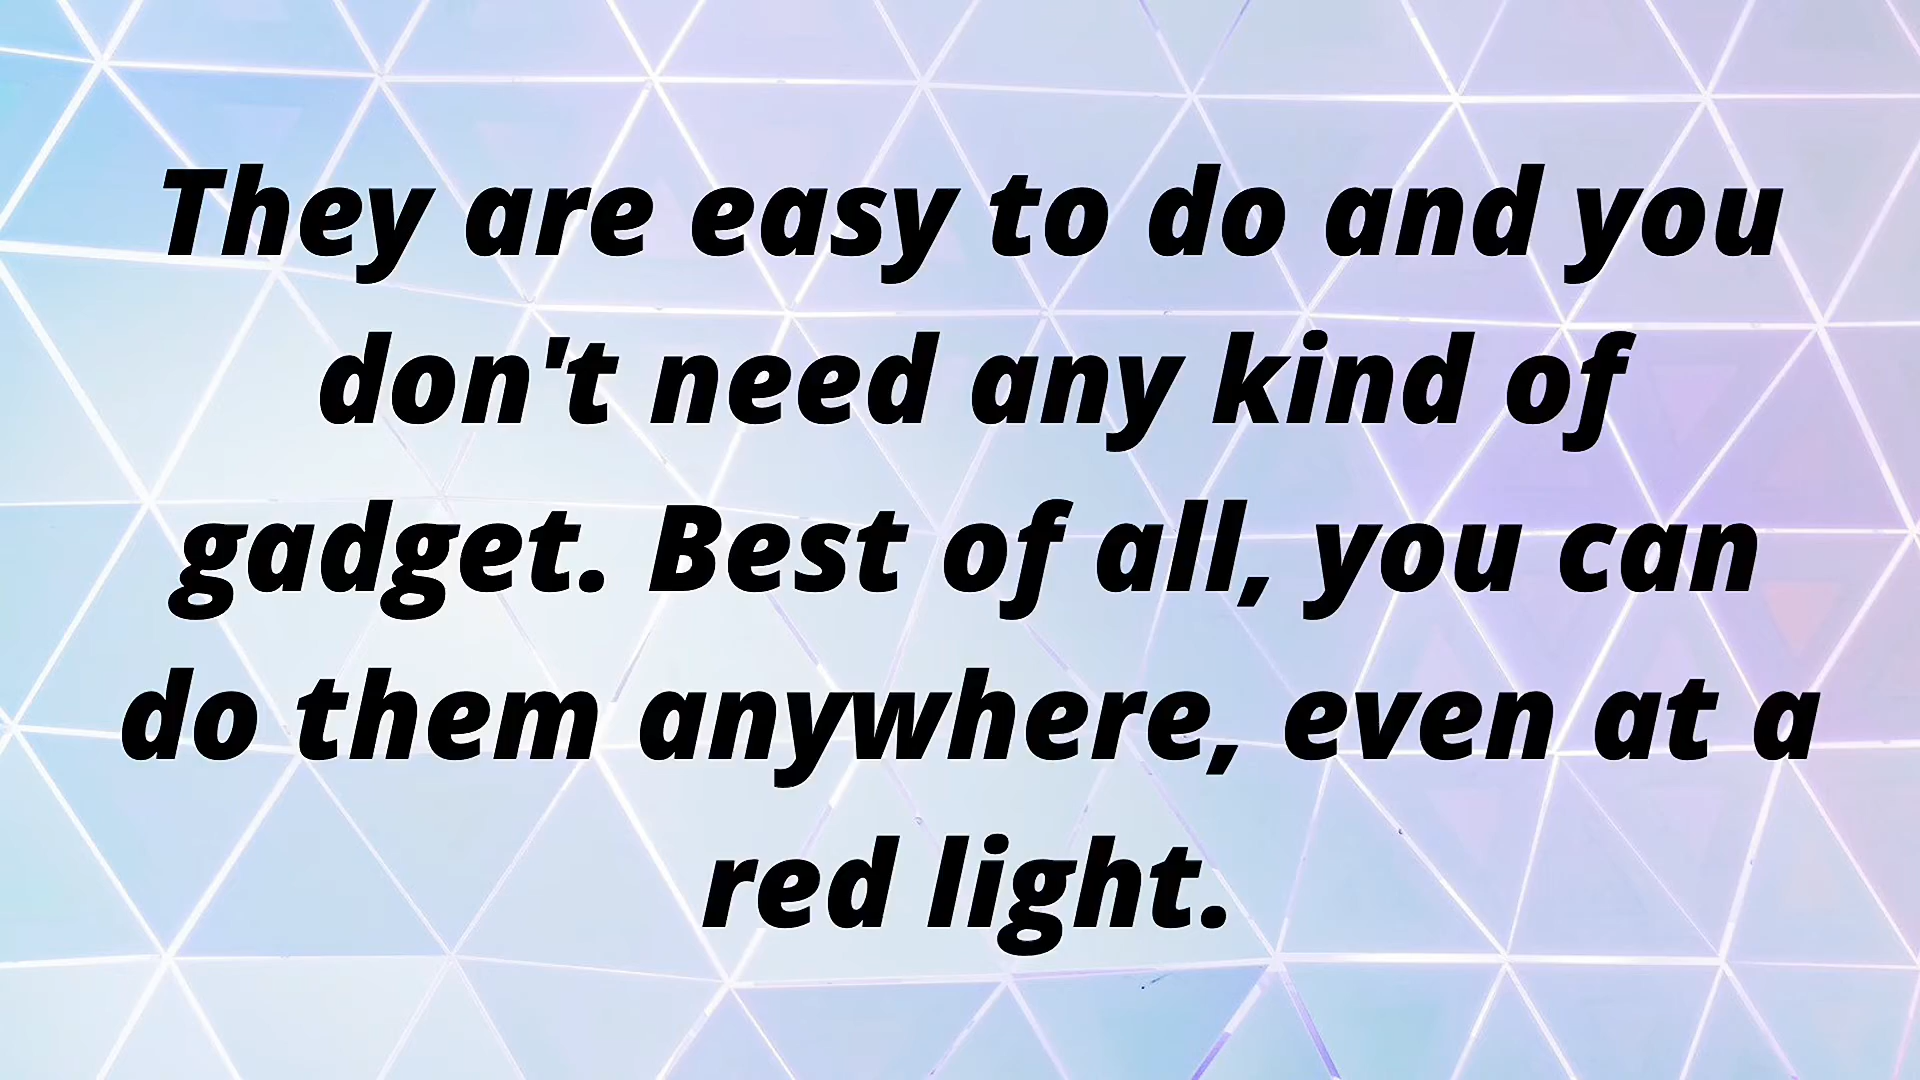 They are easy to do and you
don't need any kind of
gadget. Best of all, you can
do them anywhere, even at a
red light.